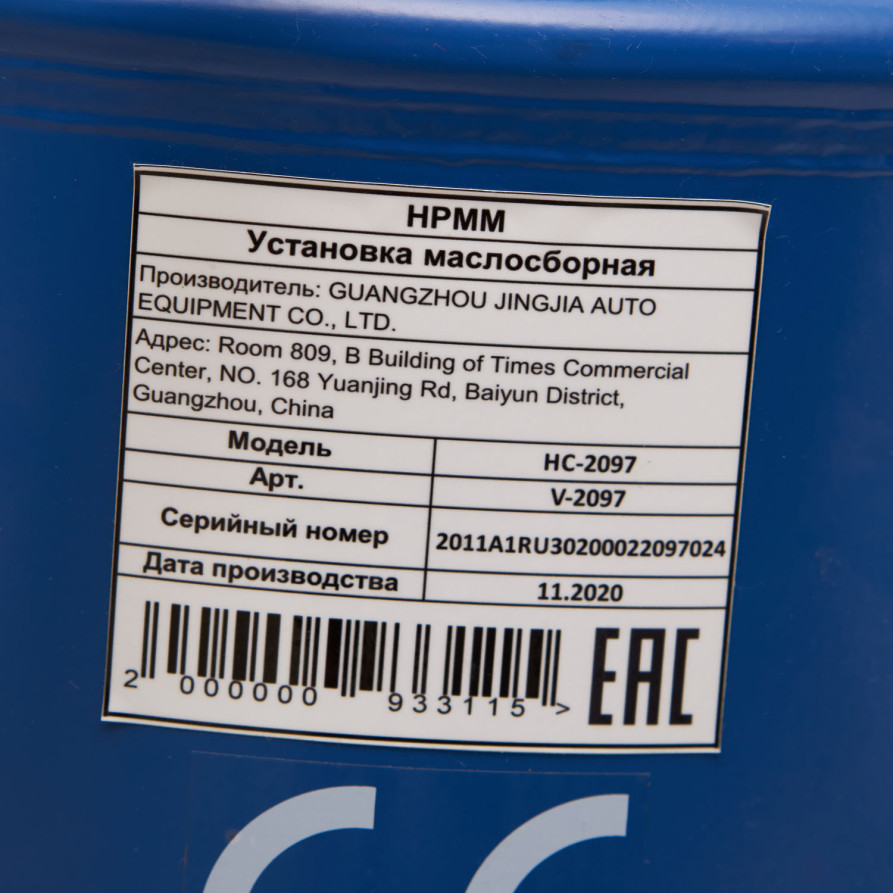 HPMM
Установка маслосборная
Производитель: GUANGZHOU JINGJIA AUTO
EQUIPMENT CO., LTD.
Адрес: Room 809, B Building of Times Commercial
Center, NO. 168 Yuanjing Rd, Baiyun District,
Guangzhou, China
Модель HC-2097
Арт. V-2097
Серийный номер 2011A1RU30200022097024
Дата производства 11.2020
2 000000 933115 >
EAC
CE